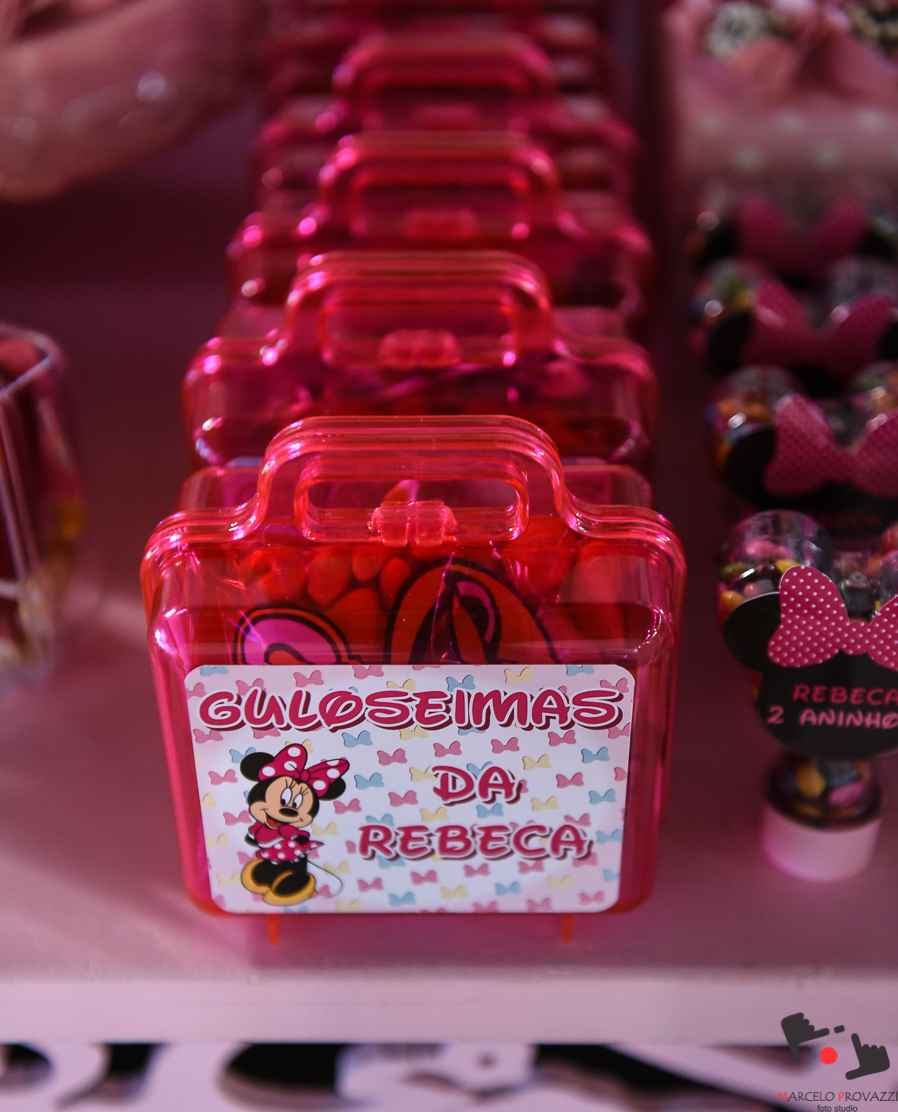 GULOSEIMAS
DA
REBECA
REBECA
2 ANINHO
MARCELO PROVAZZI
foto studio